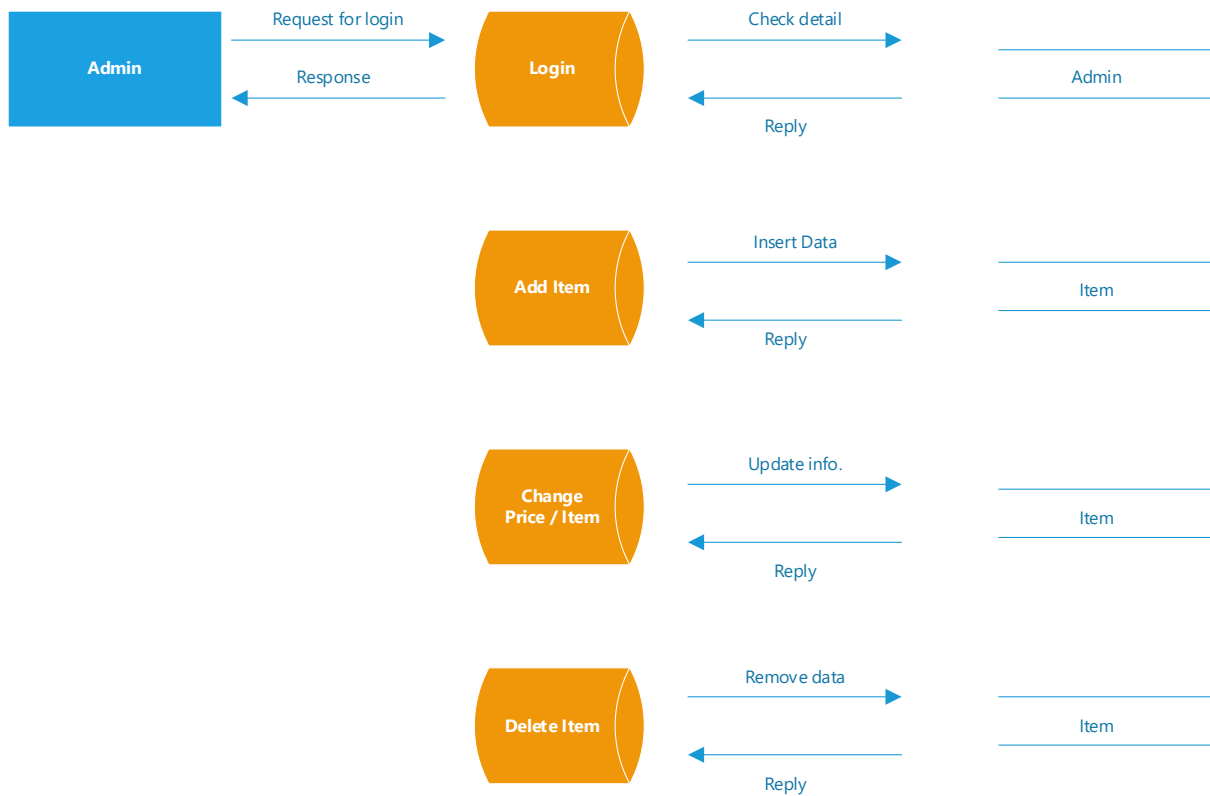 Request for login
Check detail
Admin
Login
Response
Admin
Reply
Insert Data
Add Item
Item
Reply
Update info.
Change
Price / Item
Item
Reply
Remove data
Delete Item
Item
Reply